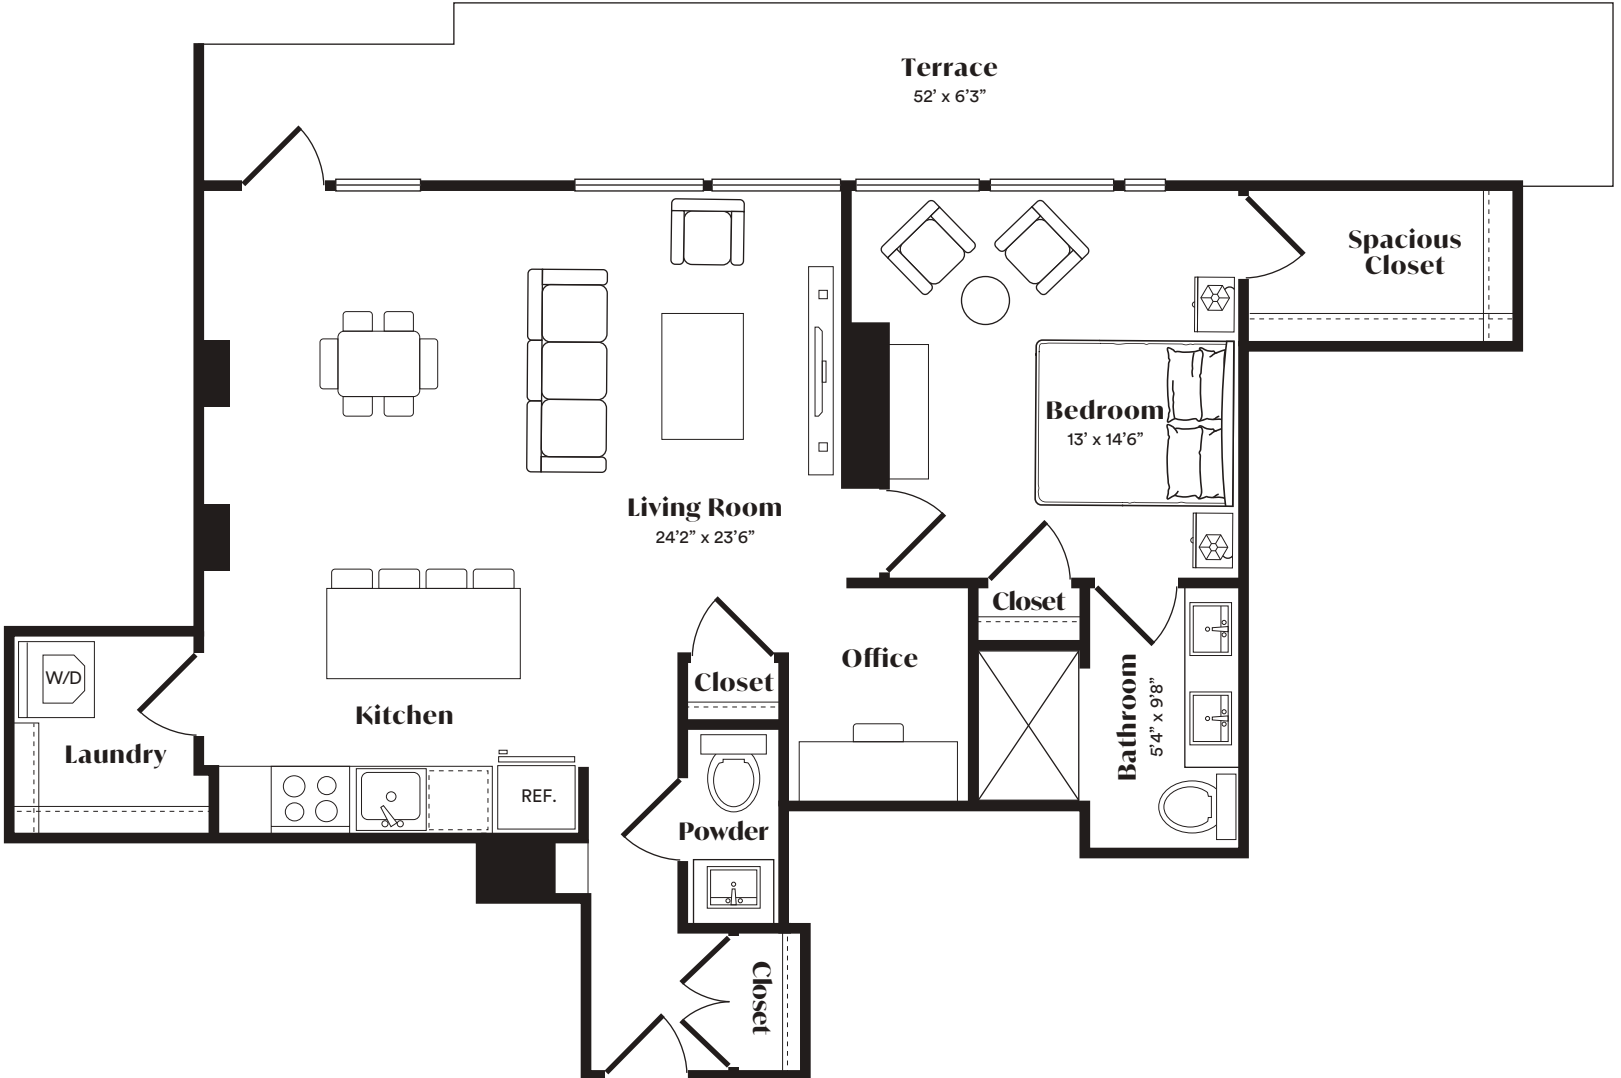 Terrace
52’ x 6’3”
Spacious
Closet
Bedroom
13’ x 14’6”
Living Room
24’2” x 23’6”
Closet
Office
Closet
Bathroom
5’4” x 9’8”
W/D
Laundry
Kitchen
REF.
Powder
Closet